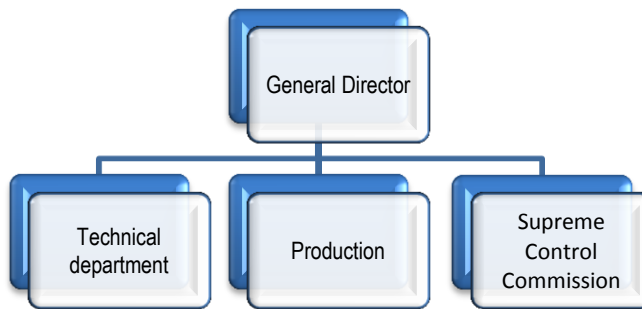 General Director
Technical
department
Production
Supreme
Control
Commission